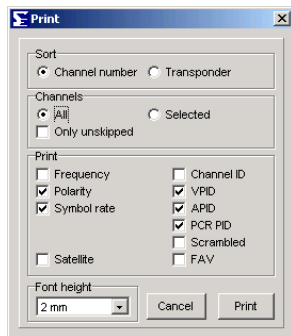 Print
Sort
Channel number Transponder
Channels
All Selected
Only unskipped
Print
Frequency Channel ID
Polarity VPID
Symbol rate APID
PCR PID
Scrambled
Satellite FAV
Font height
2 mm Cancel Print